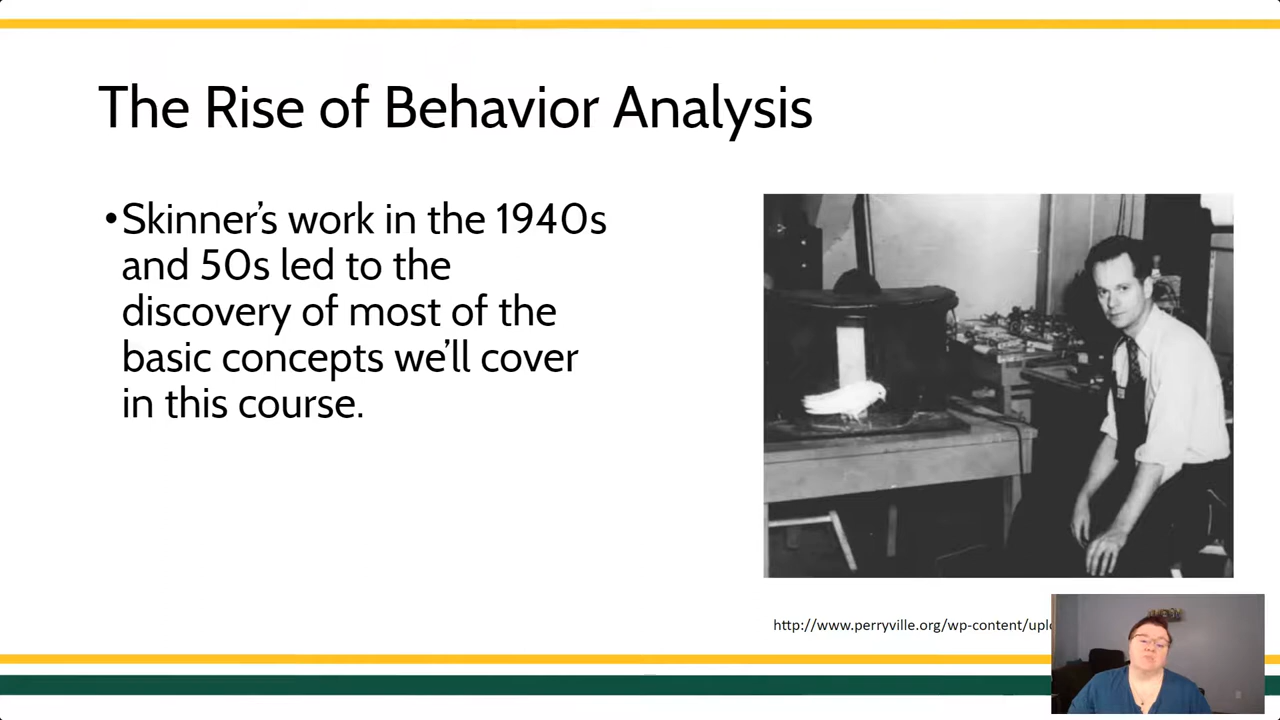 The Rise of Behavior Analysis
•Skinner’s work in the 1940s
and 50s led to the
discovery of most of the
basic concepts we’ll cover
in this course.
http://www.perryville.org/wp-content/uplo